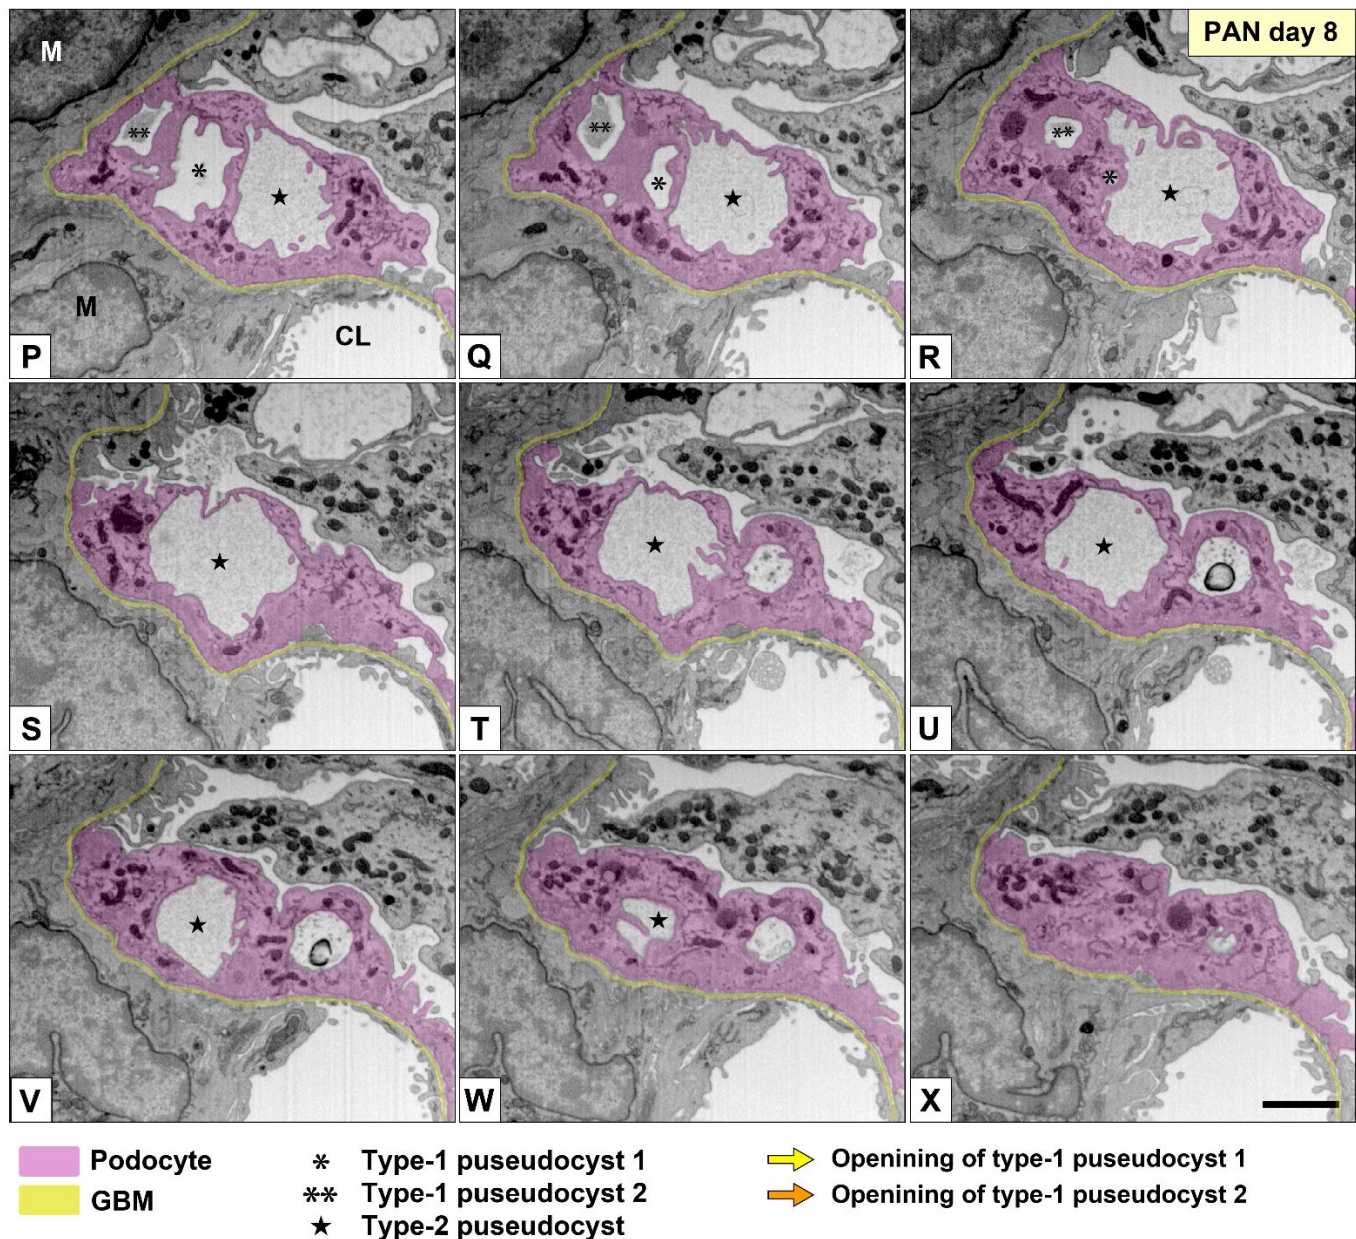 PAN day 8
M
**
*
★
M
CL
P
**
*
★
Q
**
*
★
R
★
S
★
T
★
U
★
V
★
W
X
Podocyte
GBM
* Type-1 puseudocyst 1
** Type-1 puseudocyst 2
★ Type-2 puseudocyst
Openining of type-1 puseudocyst 1
Openining of type-1 puseudocyst 2